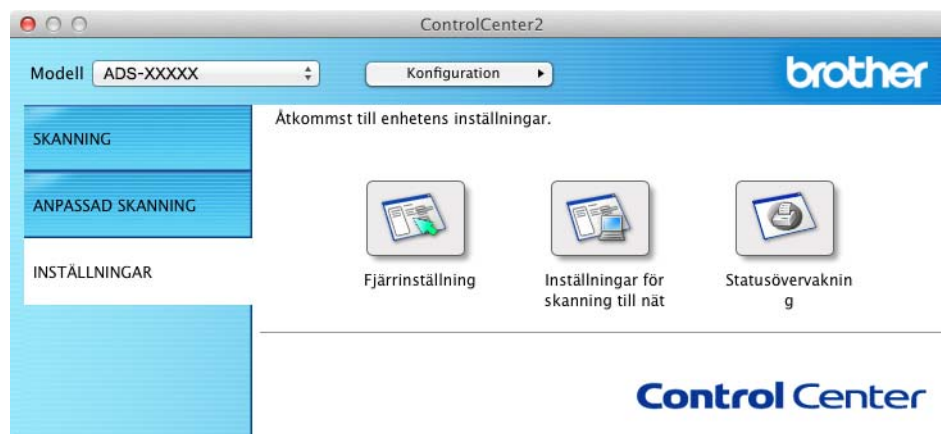 ControlCenter2
Modell ADS-XXXXX Konfiguration brother
SKANNING
ANPASSAD SKANNING
INSTÄLLNINGAR
Åtkommst till enhetens inställningar.
Fjärrinställning
Inställningar för
skanning till nät
Statusövervaknin
g
Control Center